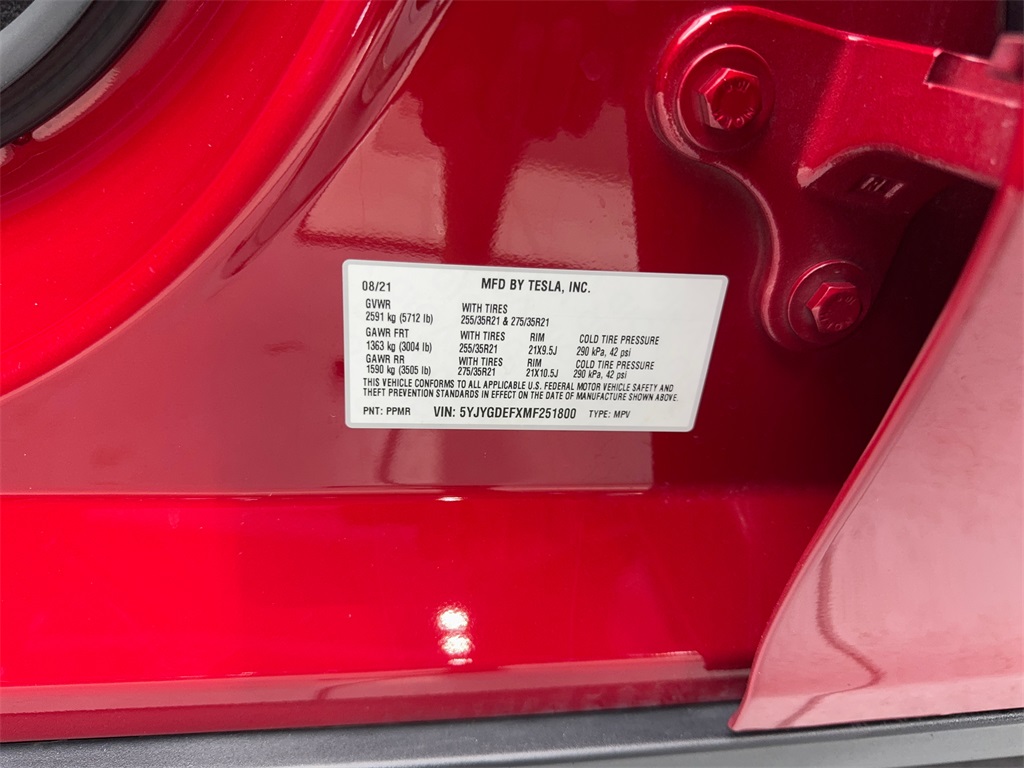 08/21 MFD BY TESLA, INC.
GVWR WITH TIRES
2591 kg (5712 lb) 255/35R21 & 275/35R21
GAWR FRT WITH TIRES RIM COLD TIRE PRESSURE
1363 kg (3004 lb) 255/35R21 21X9.5J 290 kPa, 42 psi
GAWR RR WITH TIRES RIM COLD TIRE PRESSURE
1590 kg (3505 lb) 275/35R21 21X10.5J 290 kPa, 42 psi
THIS VEHICLE CONFORMS TO ALL APPLICABLE U.S. FEDERAL MOTOR VEHICLE SAFETY AND
THEFT PREVENTION STANDARDS IN EFFECT ON THE DATE OF MANUFACTURE SHOWN ABOVE.
PNT: PPMR VIN: 5YJYGDEFXMF251800 TYPE: MPV